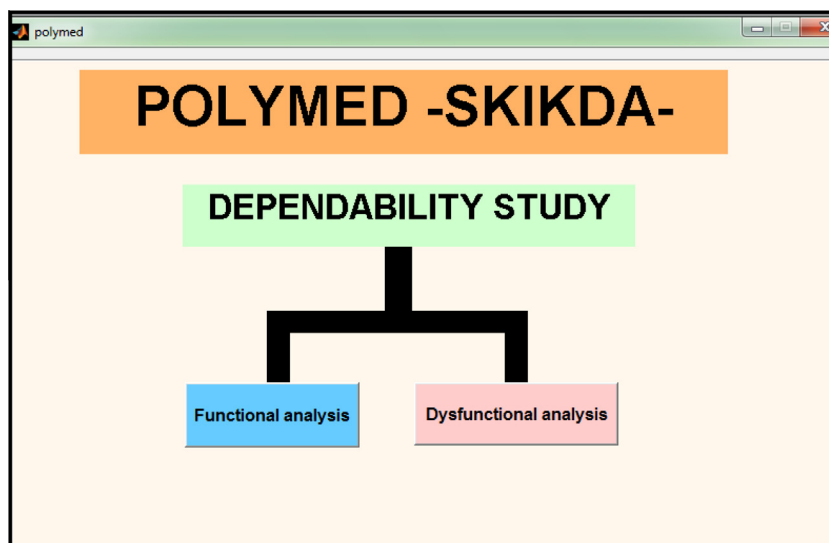 polymed
POLYMED -SKIKDA-
DEPENDABILITY STUDY
Functional analysis
Dysfunctional analysis